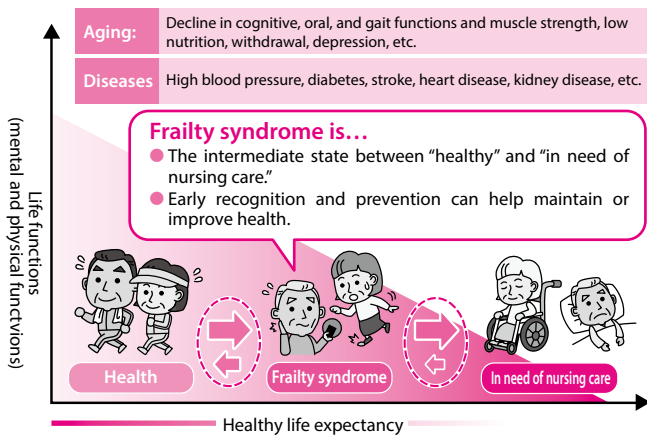 Aging:
Decline in cognitive, oral, and gait functions and muscle strength, low
nutrition, withdrawal, depression, etc.
Diseases
High blood pressure, diabetes, stroke, heart disease, kidney disease, etc.
Frailty syndrome is…
● The intermediate state between “healthy” and “in need of
nursing care.”
● Early recognition and prevention can help maintain or
improve health.
Life functions
(mental and physical functvions)
Health
Frailty syndrome
In need of nursing care
Healthy life expectancy